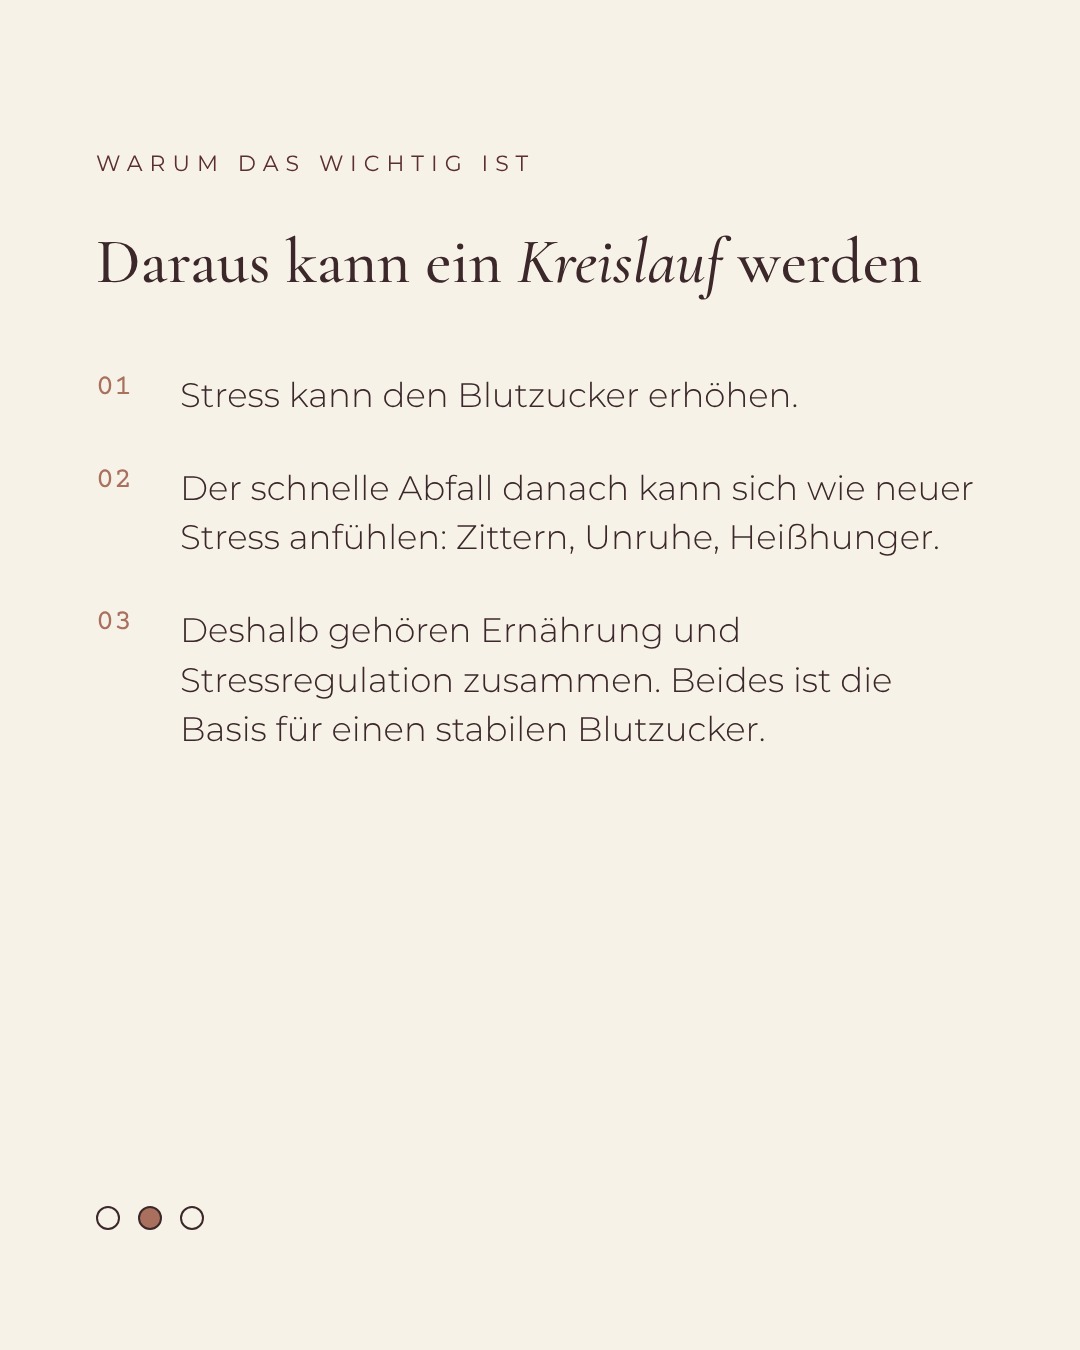 WARUM DAS WICHTIG IST
Daraus kann ein Kreislauf werden
01 Stress kann den Blutzucker erhöhen.
02 Der schnelle Abfall danach kann sich wie neuer
Stress anfühlen: Zittern, Unruhe, Heißhunger.
03 Deshalb gehören Ernährung und
Stressregulation zusammen. Beides ist die
Basis für einen stabilen Blutzucker.